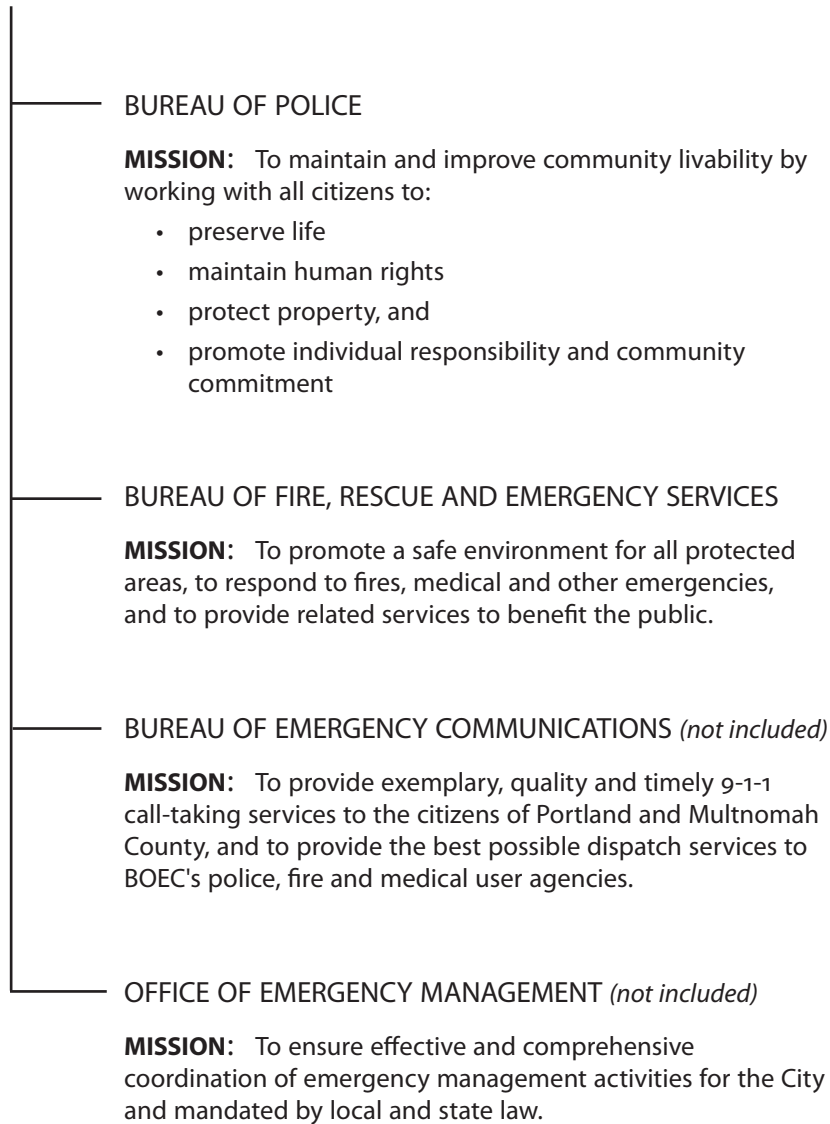 BUREAU OF POLICE
MISSION: To maintain and improve community livability by
working with all citizens to:
• preserve life
• maintain human rights
• protect property, and
• promote individual responsibility and community
commitment
BUREAU OF FIRE, RESCUE AND EMERGENCY SERVICES
MISSION: To promote a safe environment for all protected
areas, to respond to fires, medical and other emergencies,
and to provide related services to benefit the public.
BUREAU OF EMERGENCY COMMUNICATIONS (not included)
MISSION: To provide exemplary, quality and timely 9-1-1
call-taking services to the citizens of Portland and Multnomah
County, and to provide the best possible dispatch services to
BOEC's police, fire and medical user agencies.
OFFICE OF EMERGENCY MANAGEMENT (not included)
MISSION: To ensure effective and comprehensive
coordination of emergency management activities for the City
and mandated by local and state law.